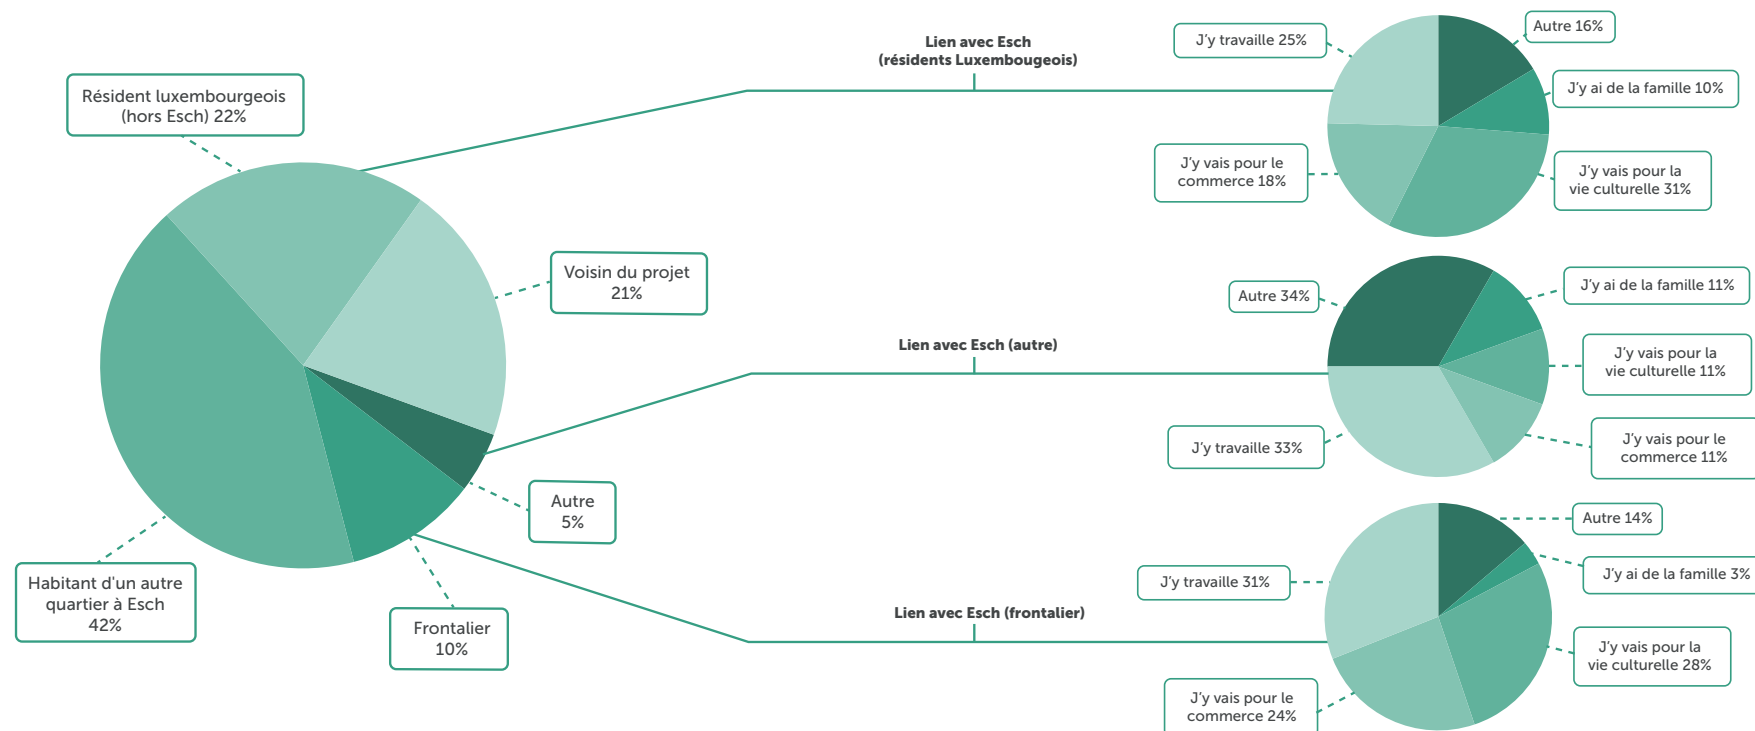 Résident luxembourgeois
(hors Esch) 22%
Voisin du projet
21%
Autre
5%
Frontalier
10%
Habitant d'un autre
quartier à Esch
42%
Lien avec Esch
(résidents Luxembougeois)
J'y travaille 25%
Autre 16%
J'y ai de la famille 10%
J'y vais pour le
commerce 18%
J'y vais pour la
vie culturelle 31%
Lien avec Esch (autre)
Autre 34%
J'y ai de la famille 11%
J'y vais pour la
vie culturelle 11%
J'y travaille 33%
J'y vais pour le
commerce 11%
Lien avec Esch (frontalier)
Autre 14%
J'y travaille 31%
J'y ai de la famille 3%
J'y vais pour la
vie culturelle 28%
J'y vais pour le
commerce 24%